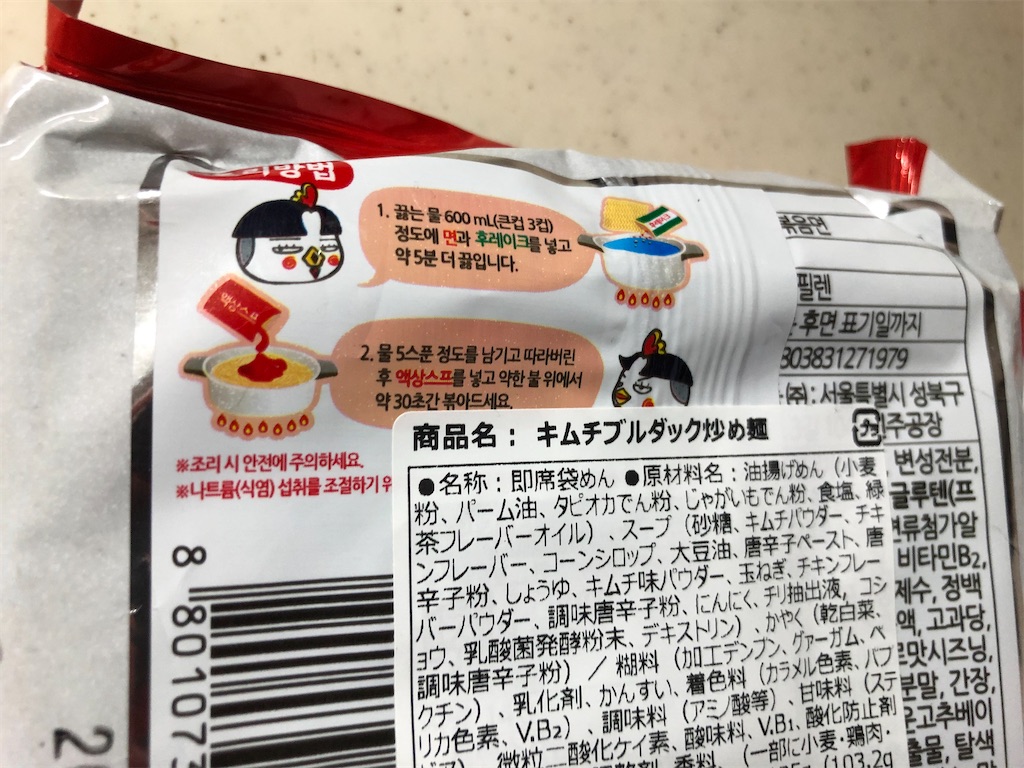 조리방법
1. 끓는 물 600 mL(큰컵 3컵)
정도에 면과 후레이크를 넣고
약 5분 더 끓입니다.
액상스프
2. 물 5스푼 정도를 남기고 따라버린
후 액상스프를 넣고 약한 불 위에서
약 30초간 볶아드세요.
※조리 시 안전에 주의하세요.
※나트륨(식염) 섭취를 조절하기 위
볶음면
필렌
후면 표기일까지
303831271979
(주): 서울특별시 성북구
주공장
변성전분,
글루텐(프
류첨가알
비타민B2,
제수, 정백
액, 고과당,
맛시즈닝,
분말, 간장,
운고추베이
출물, 탈색
商品名： キムチブルダック炒め麺
プラ
●名称：即席袋めん ●原材料名：油揚げめん（小麦
粉、パーム油、タピオカでん粉、じゃがいもでん粉、食塩、緑
茶フレーバーオイル）、スープ（砂糖、キムチパウダー、チキ
ンフレーバー、コーンシロップ、大豆油、唐辛子ペースト、唐
辛子粉、しょうゆ、キムチ味パウダー、玉ねぎ、チキンフレー
バーパウダー、調味唐辛子粉、にんにく、チリ抽出液，コシ
ョウ、乳酸菌発酵粉末、デキストリン）、かやく（乾白菜、
調味唐辛子粉）／糊料（加工デンプン、グァーガム、ペ
クチン）、乳化剤、かんすい、着色料（カラメル色素、パプ
リカ色素、V.B₂）、調味料（アミノ酸等）、甘味料（ステ
ビア）、微粒二酸化ケイ素、酸味料、V.B₁、酸化防止剤
香料、（一部に小麦・鶏肉・
(103.2g
8 801073